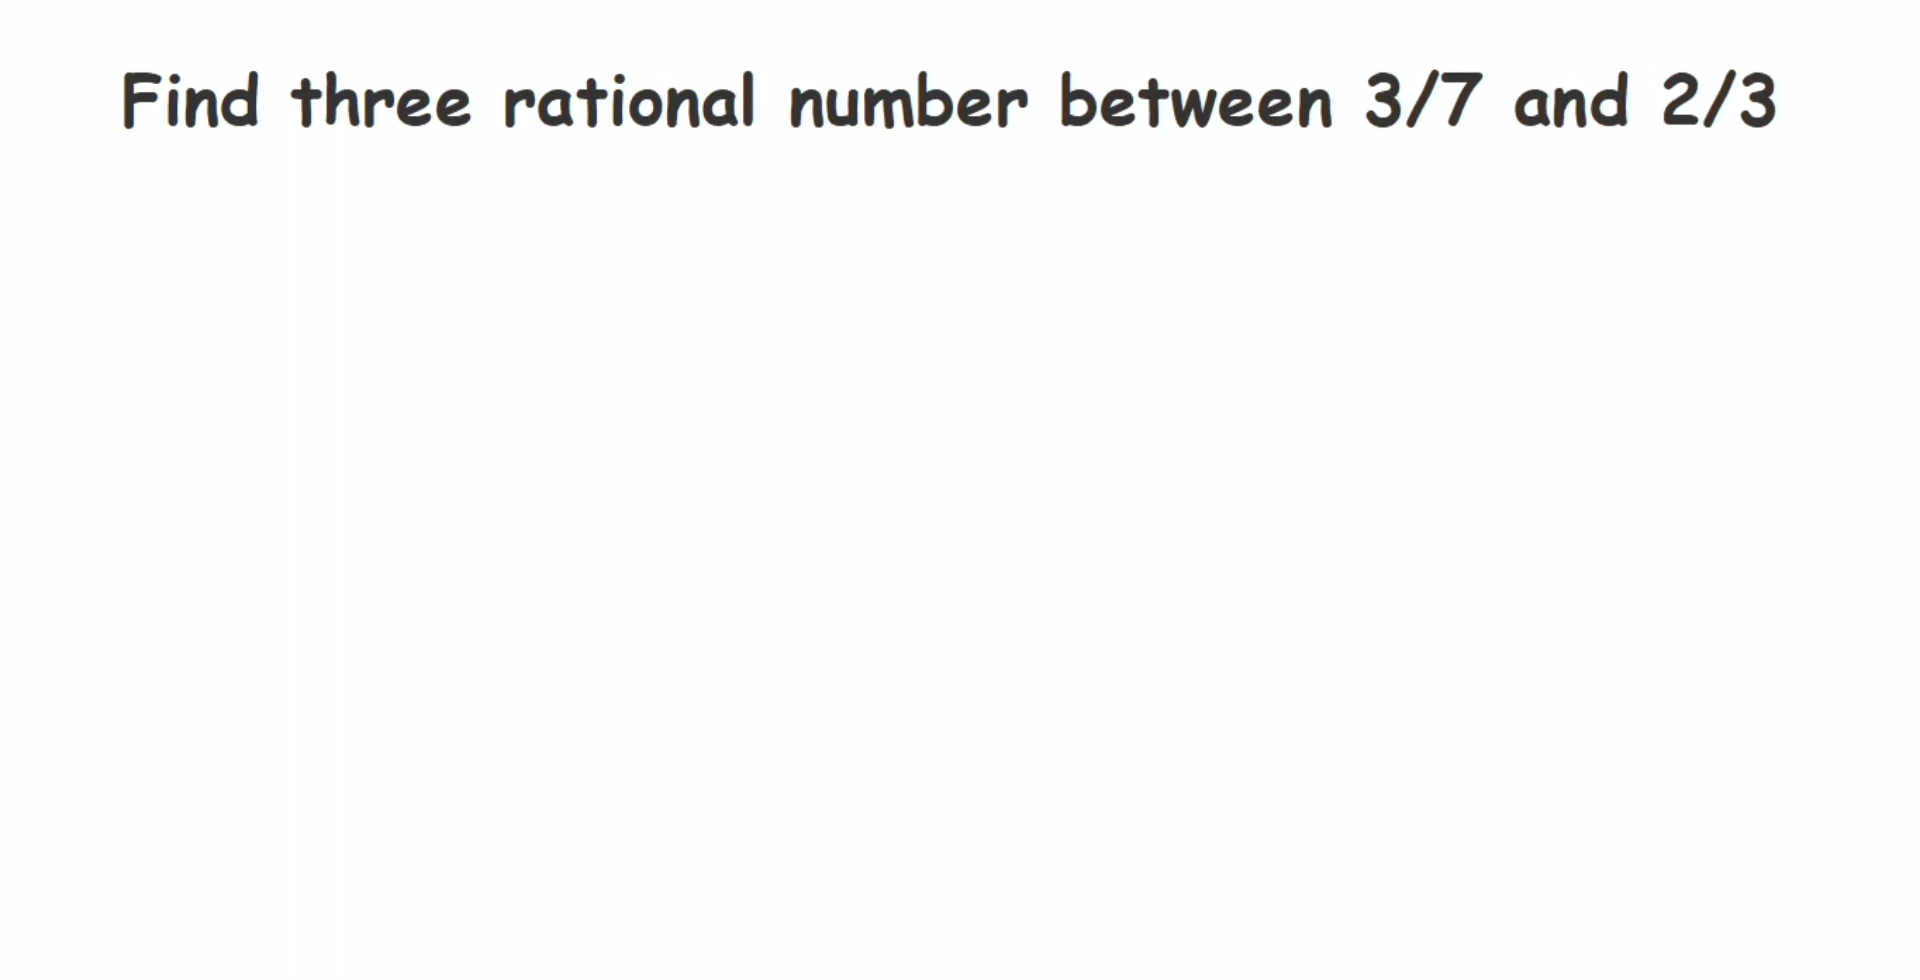 Find three rational number between 3/7 and 2/3